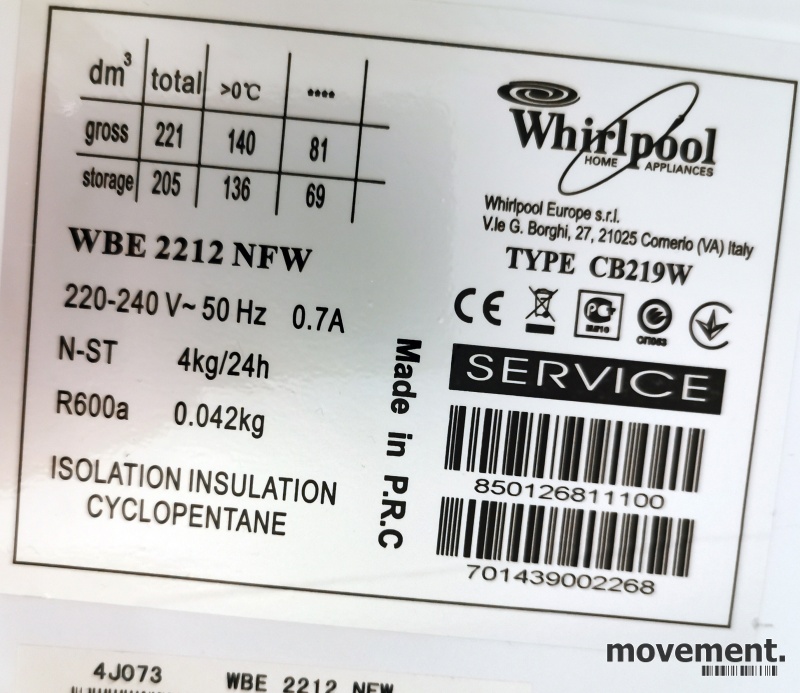 dm³ total >0°C ****
gross 221 140 81
storage 205 136 69
WBE 2212 NFW
220-240 V~ 50 Hz 0.7A
N-ST 4kg/24h
R600a 0.042kg
ISOLATION INSULATION
CYCLOPENTANE
Made in P.R.C
Whirlpool
HOME APPLIANCES
Whirlpool Europe s.r.l.
V.le G. Borghi, 27, 21025 Comerio (VA) Italy
TYPE CB219W
CE
SERVICE
850126811100
701439002268
4J073 WBE 2212 NFW
movement.